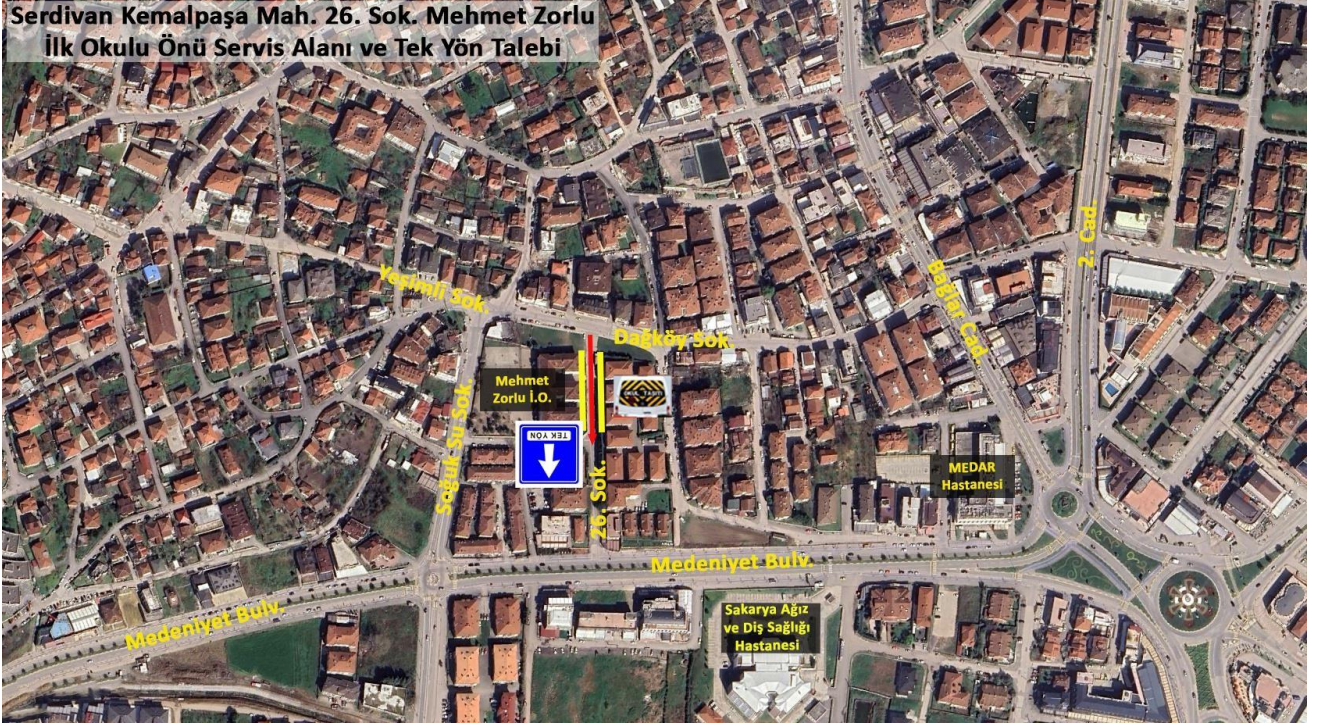 Serdivan Kemalpaşa Mah. 26. Sok. Mehmet Zorlu
İlk Okulu Önü Servis Alanı ve Tek Yön Talebi
2. Cad.
Yeşimli Sok.
Bağlar Cad.
Dağköy Sok.
Mehmet
Zorlu İ.O.
OKUL TAŞITI
Soğuk Su Sok.
TEK YÖN
26. Sok.
MEDAR
Hastanesi
Medeniyet Bulv.
Medeniyet Bulv.
Sakarya Ağız
ve Diş Sağlığı
Hastanesi